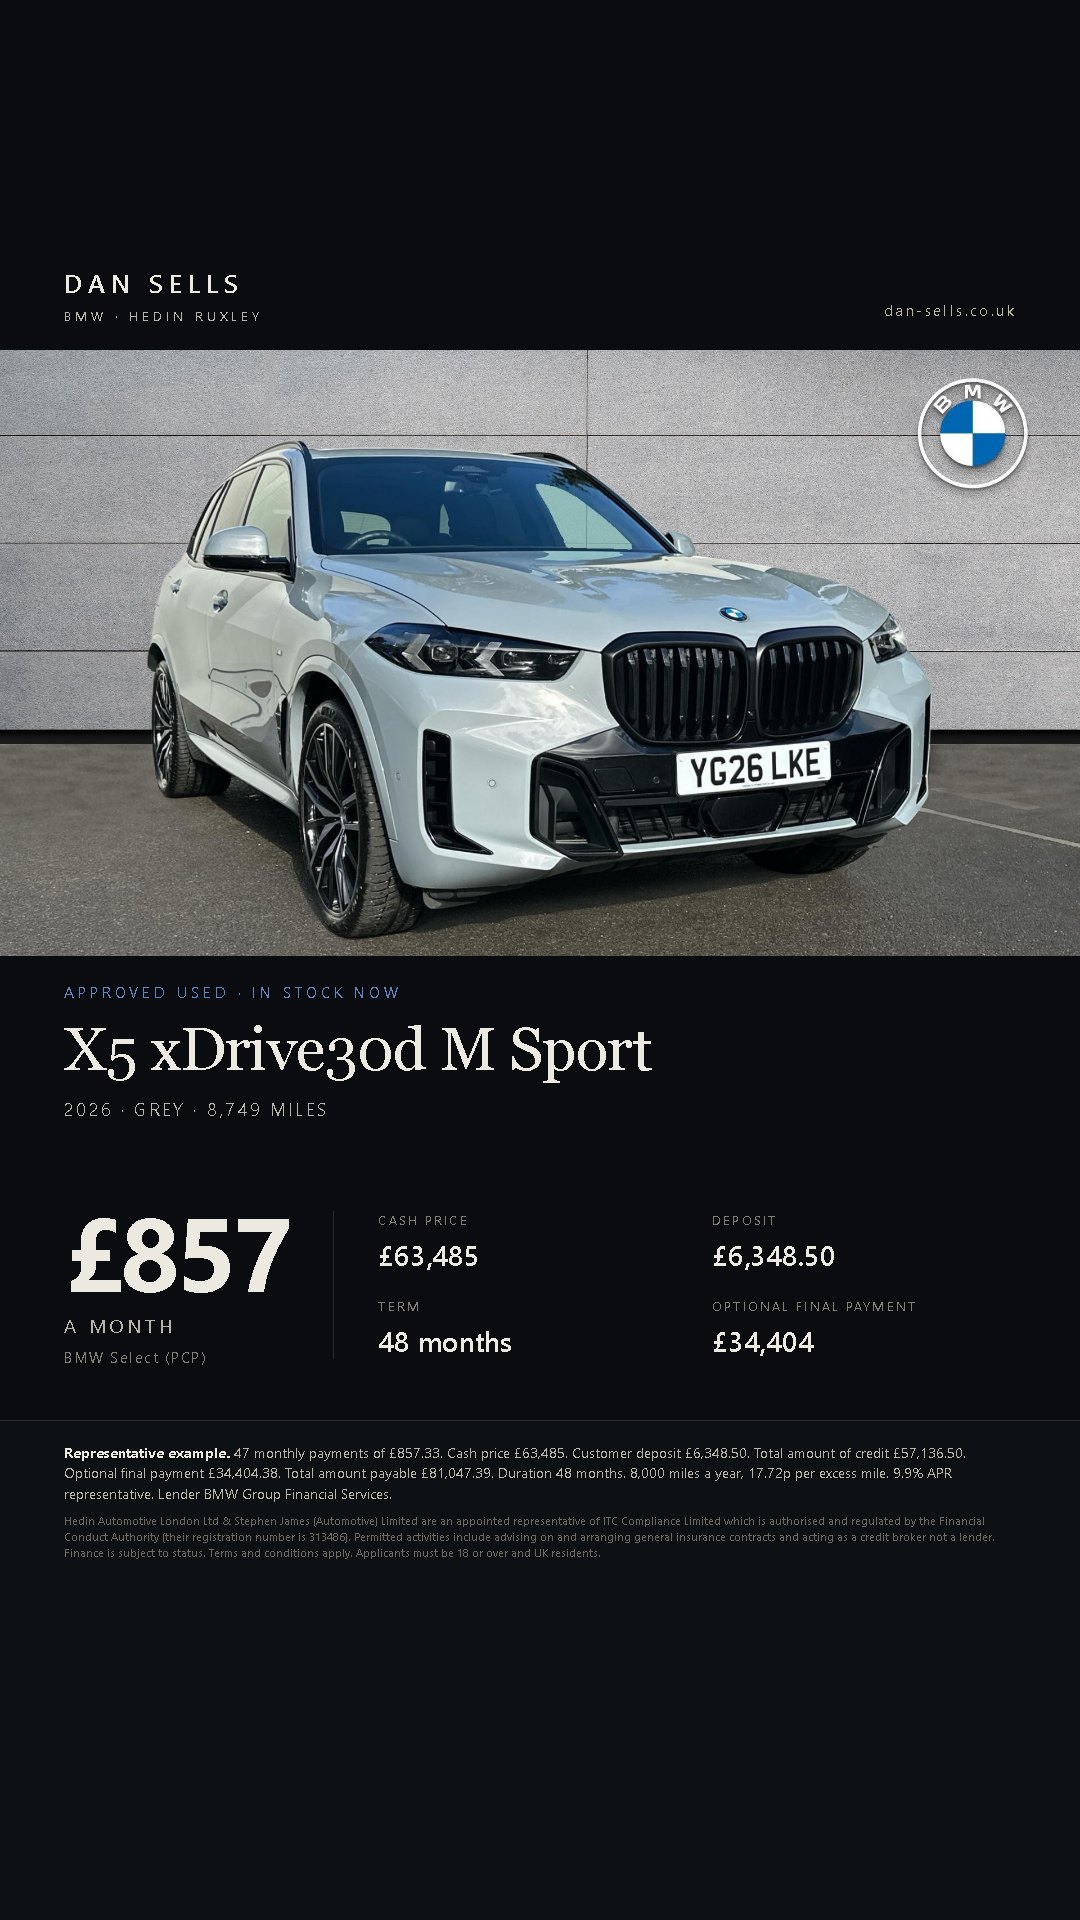 DAN SELLS
BMW · HEDIN RUXLEY
dan-sells.co.uk
BMW
YG26 LKE
APPROVED USED · IN STOCK NOW
X5 xDrive30d M Sport
2026 · GREY · 8,749 MILES
£857
A MONTH
BMW Select (PCP)
CASH PRICE
£63,485
DEPOSIT
£6,348.50
TERM
48 months
OPTIONAL FINAL PAYMENT
£34,404
Representative example. 47 monthly payments of £857.33. Cash price £63,485. Customer deposit £6,348.50. Total amount of credit £57,136.50.
Optional final payment £34,404.38. Total amount payable £81,047.39. Duration 48 months. 8,000 miles a year, 17.72p per excess mile. 9.9% APR
representative. Lender BMW Group Financial Services.
Hedin Automotive London Ltd & Stephen James (Automotive) Limited are an appointed representative of ITC Compliance Limited which is authorised and regulated by the Financial
Conduct Authority (their registration number is 313486). Permitted activities include advising on and arranging general insurance contracts and acting as a credit broker not a lender.
Finance is subject to status. Terms and conditions apply. Applicants must be 18 or over and UK residents.